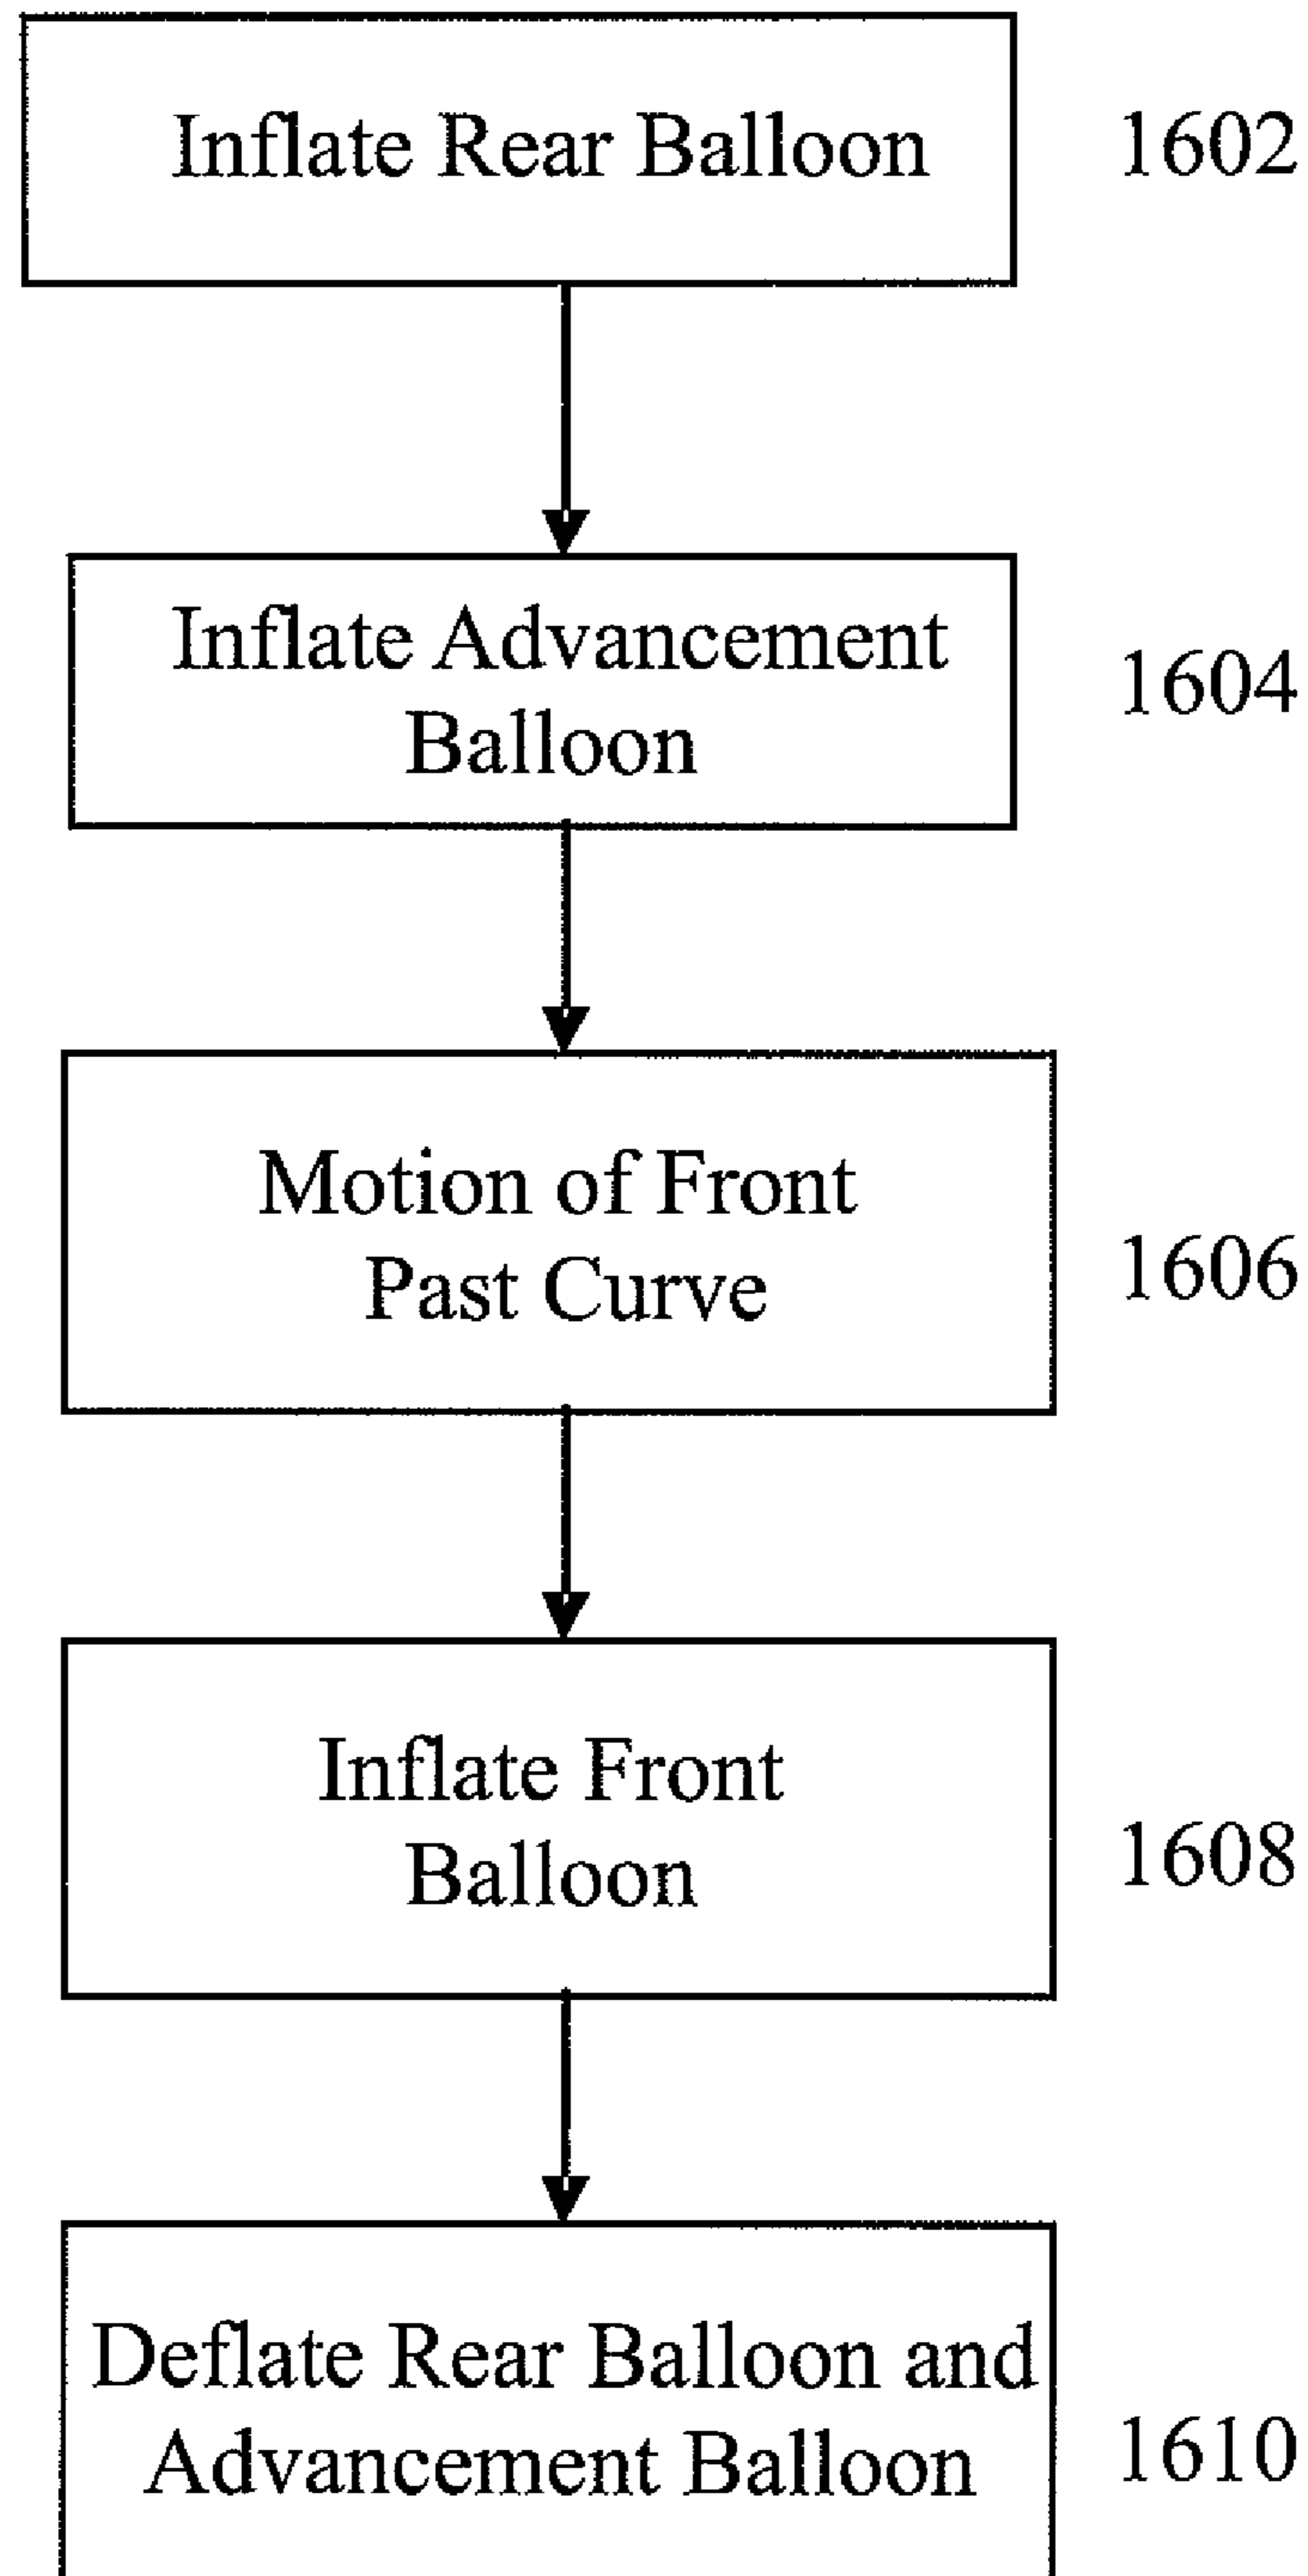 Inflate Rear Balloon
1602
Inflate Advancement
Balloon
1604
Motion of Front
Past Curve
1606
Inflate Front
Balloon
1608
Deflate Rear Balloon and
Advancement Balloon
1610